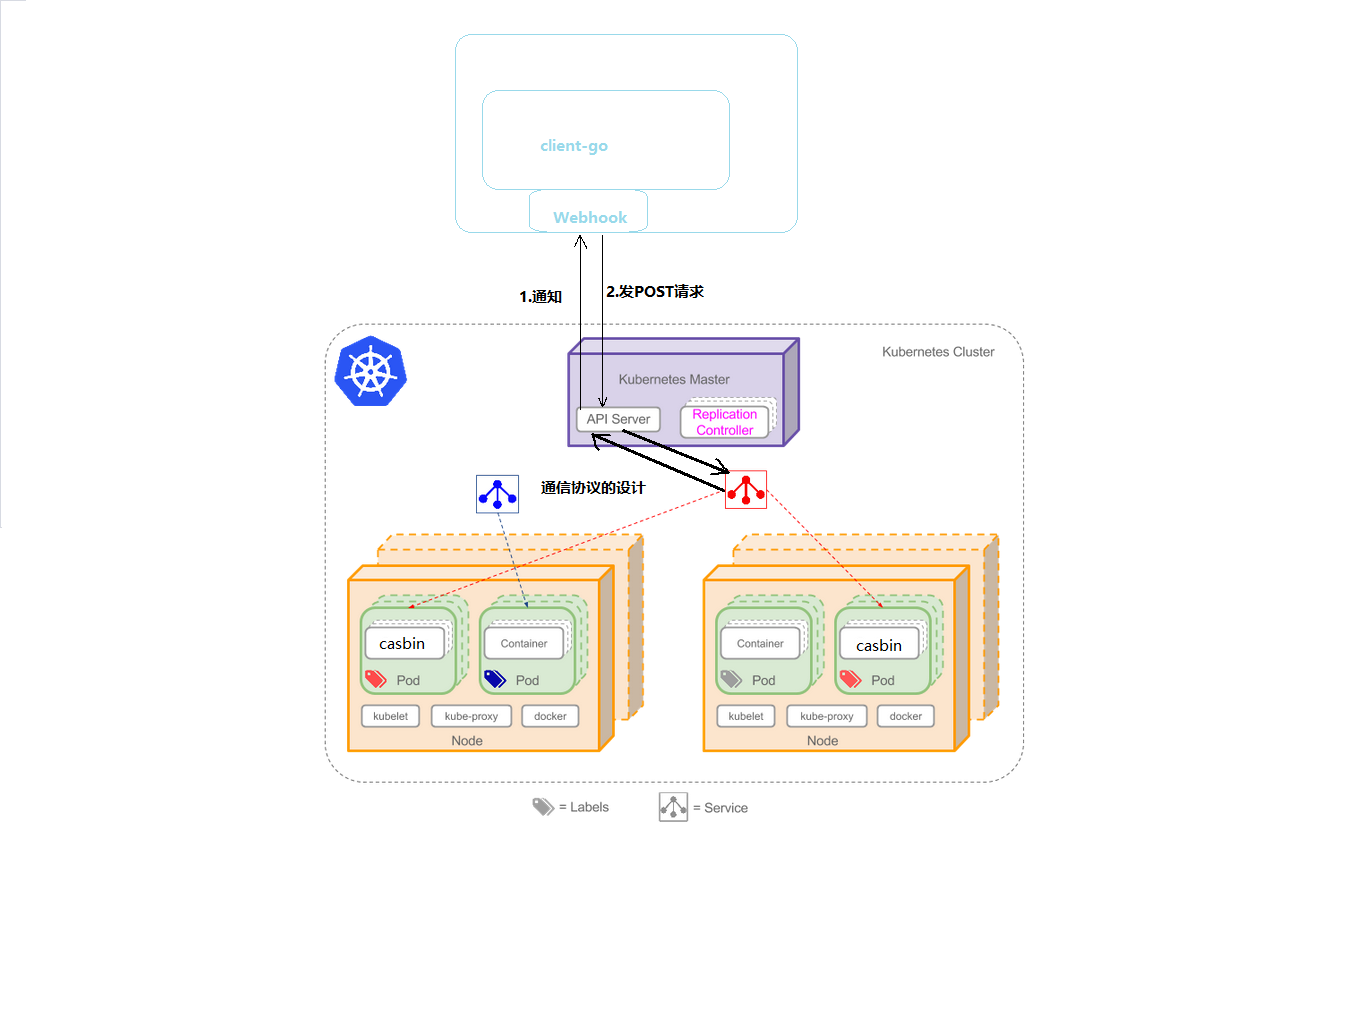 client-go
Webhook
1.通知
2.发POST请求
Kubernetes Cluster
Kubernetes Master
API Server
Replication
Controller
通信协议的设计
casbin
Container
Pod
Pod
kubelet
kube-proxy
docker
Node
Container
casbin
Pod
Pod
kubelet
kube-proxy
docker
Node
= Labels
= Service